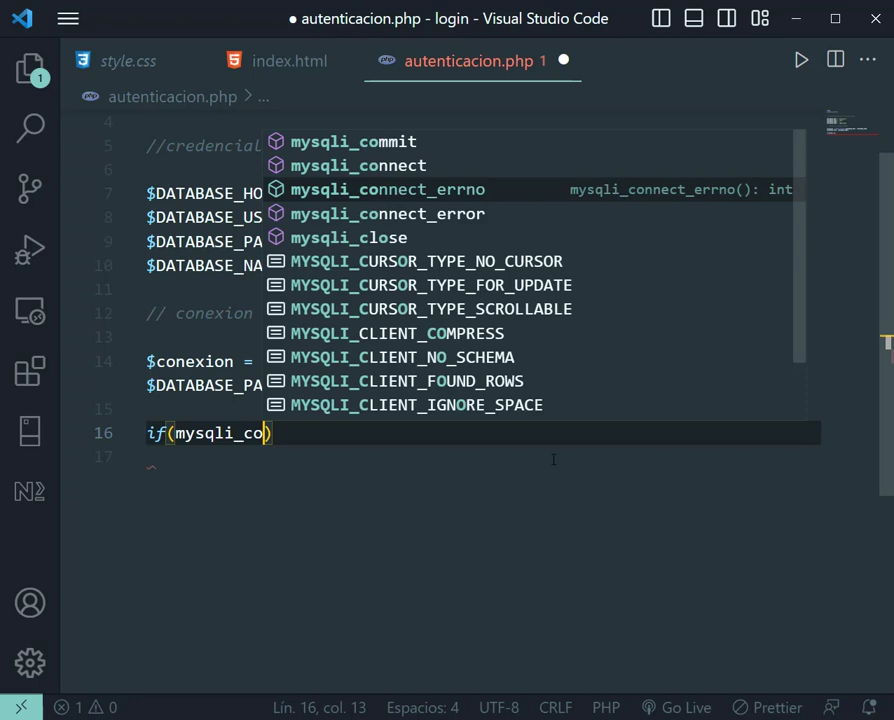 autenticacion.php - login - Visual Studio Code
style.css
index.html
autenticacion.php 1
1
autenticacion.php > ...
4
5 //credencial
6
7 $DATABASE_HO
8 $DATABASE_US
9 $DATABASE_PA
10 $DATABASE_NA
11
12 // conexion
13
14 $conexion =
$DATABASE_PA
15
16 if(mysqli_co)
17
mysqli_commit
mysqli_connect
mysqli_connect_errno mysqli_connect_errno(): int
mysqli_connect_error
mysqli_close
MYSQLI_CURSOR_TYPE_NO_CURSOR
MYSQLI_CURSOR_TYPE_FOR_UPDATE
MYSQLI_CURSOR_TYPE_SCROLLABLE
MYSQLI_CLIENT_COMPRESS
MYSQLI_CLIENT_NO_SCHEMA
MYSQLI_CLIENT_FOUND_ROWS
MYSQLI_CLIENT_IGNORE_SPACE
1 0 Lín. 16, col. 13 Espacios: 4 UTF-8 CRLF PHP Go Live Prettier